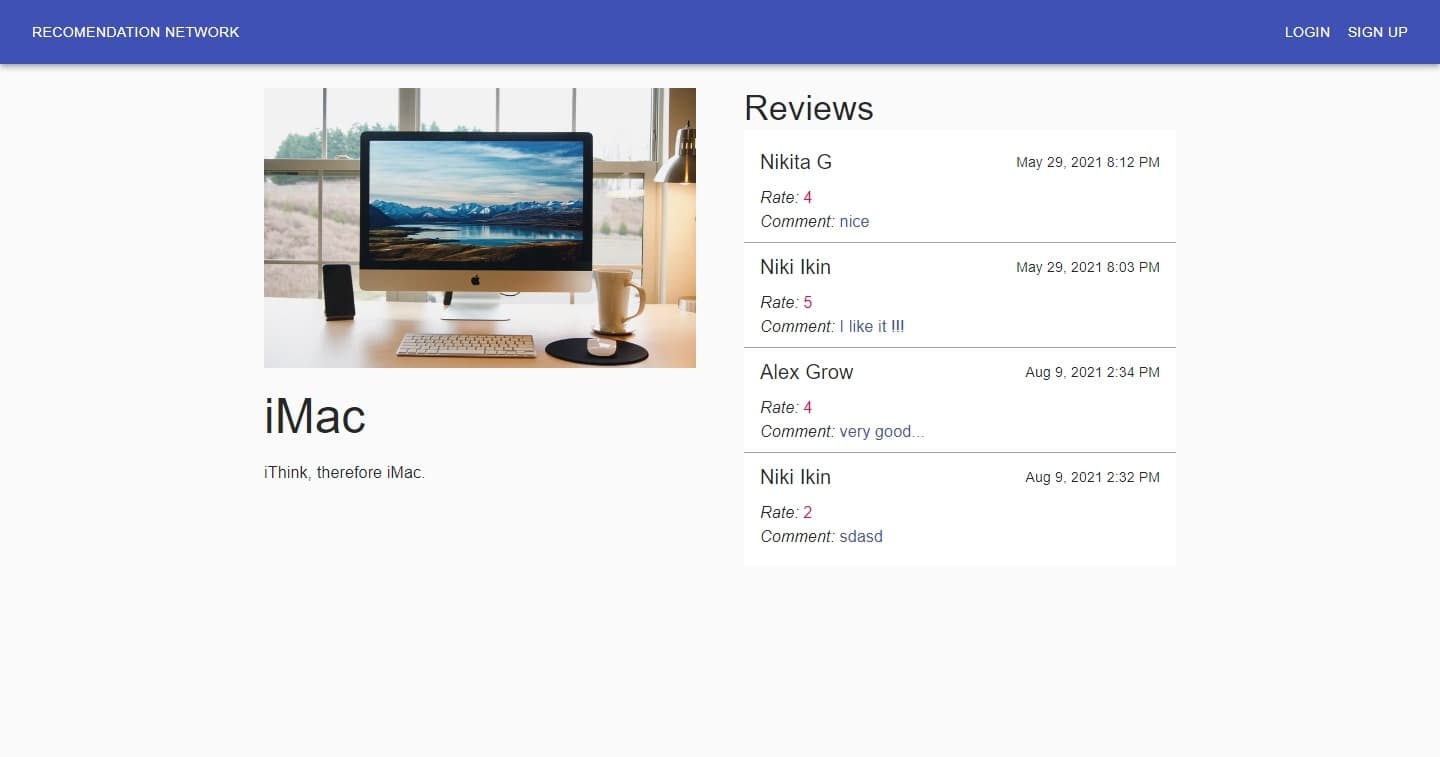 RECOMENDATION NETWORK
LOGIN SIGN UP
iMac
iThink, therefore iMac.
Reviews
Nikita G May 29, 2021 8:12 PM
Rate: 4
Comment: nice
Niki Ikin May 29, 2021 8:03 PM
Rate: 5
Comment: I like it !!!
Alex Grow Aug 9, 2021 2:34 PM
Rate: 4
Comment: very good...
Niki Ikin Aug 9, 2021 2:32 PM
Rate: 2
Comment: sdasd